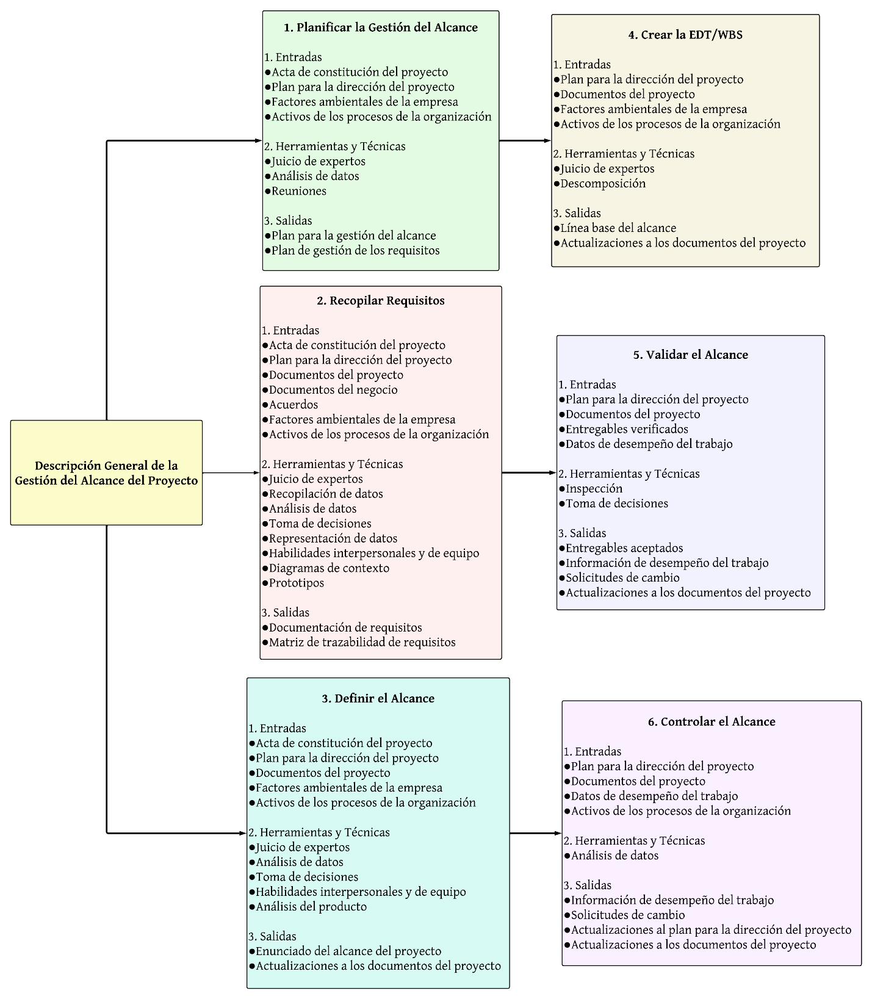 Descripción General de la
Gestión del Alcance del Proyecto
1. Planificar la Gestión del Alcance
1. Entradas
●Acta de constitución del proyecto
●Plan para la dirección del proyecto
●Factores ambientales de la empresa
●Activos de los procesos de la organización
2. Herramientas y Técnicas
●Juicio de expertos
●Análisis de datos
●Reuniones
3. Salidas
●Plan para la gestión del alcance
●Plan de gestión de los requisitos
2. Recopilar Requisitos
1. Entradas
●Acta de constitución del proyecto
●Plan para la dirección del proyecto
●Documentos del proyecto
●Documentos del negocio
●Acuerdos
●Factores ambientales de la empresa
●Activos de los procesos de la organización
2. Herramientas y Técnicas
●Juicio de expertos
●Recopilación de datos
●Análisis de datos
●Toma de decisiones
●Representación de datos
●Habilidades interpersonales y de equipo
●Diagramas de contexto
●Prototipos
3. Salidas
●Documentación de requisitos
●Matriz de trazabilidad de requisitos
3. Definir el Alcance
1. Entradas
●Acta de constitución del proyecto
●Plan para la dirección del proyecto
●Documentos del proyecto
●Factores ambientales de la empresa
●Activos de los procesos de la organización
2. Herramientas y Técnicas
●Juicio de expertos
●Análisis de datos
●Toma de decisiones
●Habilidades interpersonales y de equipo
●Análisis del producto
3. Salidas
●Enunciado del alcance del proyecto
●Actualizaciones a los documentos del proyecto
4. Crear la EDT/WBS
1. Entradas
●Plan para la dirección del proyecto
●Documentos del proyecto
●Factores ambientales de la empresa
●Activos de los procesos de la organización
2. Herramientas y Técnicas
●Juicio de expertos
●Descomposición
3. Salidas
●Línea base del alcance
●Actualizaciones a los documentos del proyecto
5. Validar el Alcance
1. Entradas
●Plan para la dirección del proyecto
●Documentos del proyecto
●Entregables verificados
●Datos de desempeño del trabajo
2. Herramientas y Técnicas
●Inspección
●Toma de decisiones
3. Salidas
●Entregables aceptados
●Información de desempeño del trabajo
●Solicitudes de cambio
●Actualizaciones a los documentos del proyecto
6. Controlar el Alcance
1. Entradas
●Plan para la dirección del proyecto
●Documentos del proyecto
●Datos de desempeño del trabajo
●Activos de los procesos de la organización
2. Herramientas y Técnicas
●Análisis de datos
3. Salidas
●Información de desempeño del trabajo
●Solicitudes de cambio
●Actualizaciones al plan para la dirección del proyecto
●Actualizaciones a los documentos del proyecto